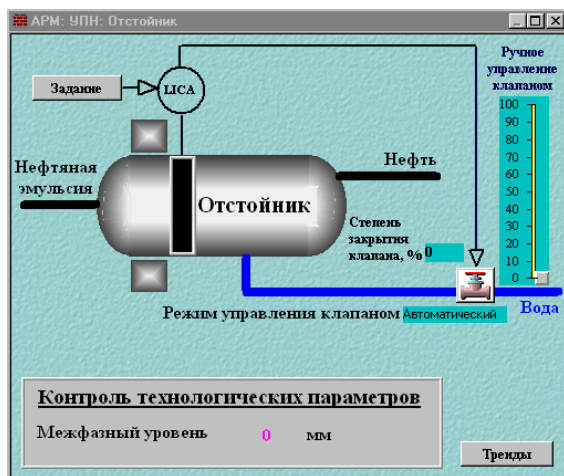 АРМ: УПН: Отстойник
Ручное
управление
клапаном
Задание
LICA
100
90
80
70
60
50
40
30
20
10
0
Нефтяная
эмульсия
Нефть
Отстойник
Степень
закрытия
клапана, % 0
Режим управления клапаном Автоматический
Вода
Контроль технологических параметров
Межфазный уровень 0 мм
Тренды